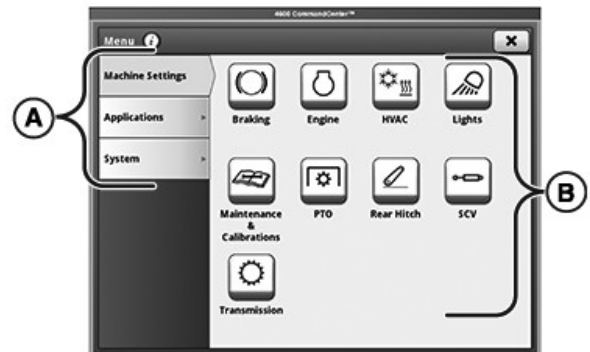 4600 CommandCenter™
Menu i
Machine Settings
Applications
System
A
B
Braking
Engine
HVAC
Lights
Maintenance
&
Calibrations
PTO
Rear Hitch
SCV
Transmission